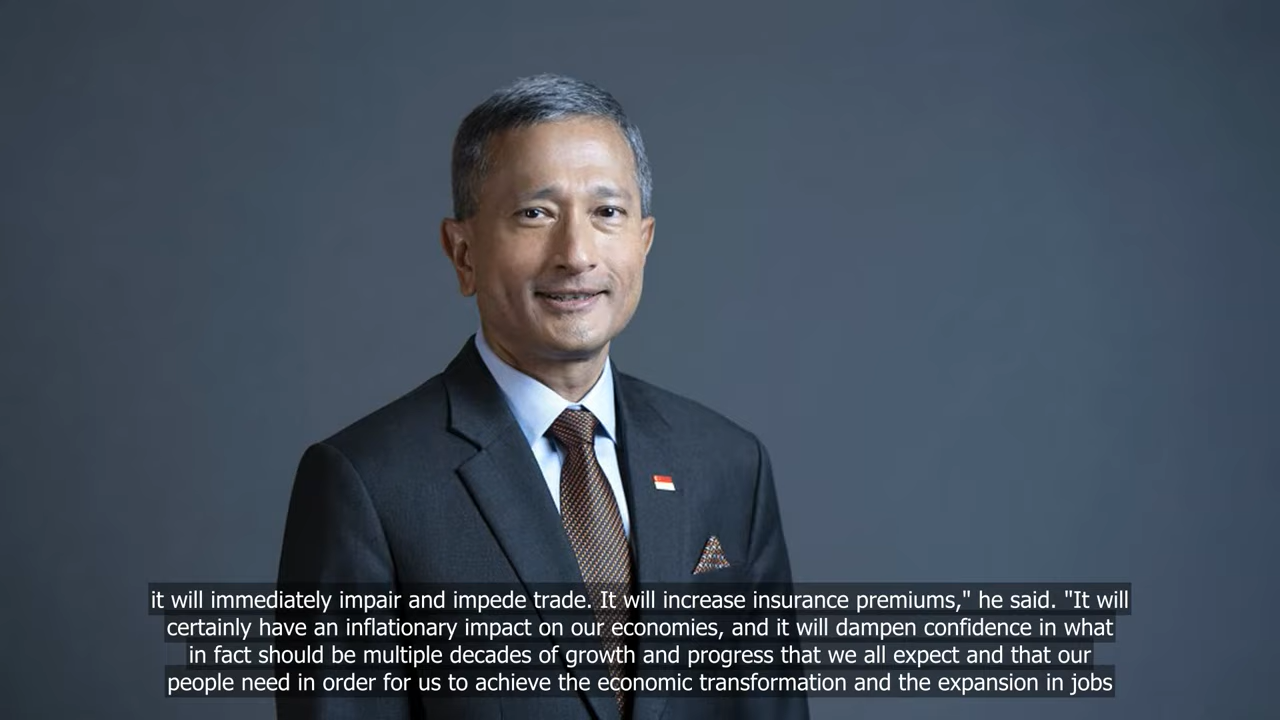 it will immediately impair and impede trade. It will increase insurance premiums," he said. "It will
certainly have an inflationary impact on our economies, and it will dampen confidence in what
in fact should be multiple decades of growth and progress that we all expect and that our
people need in order for us to achieve the economic transformation and the expansion in jobs